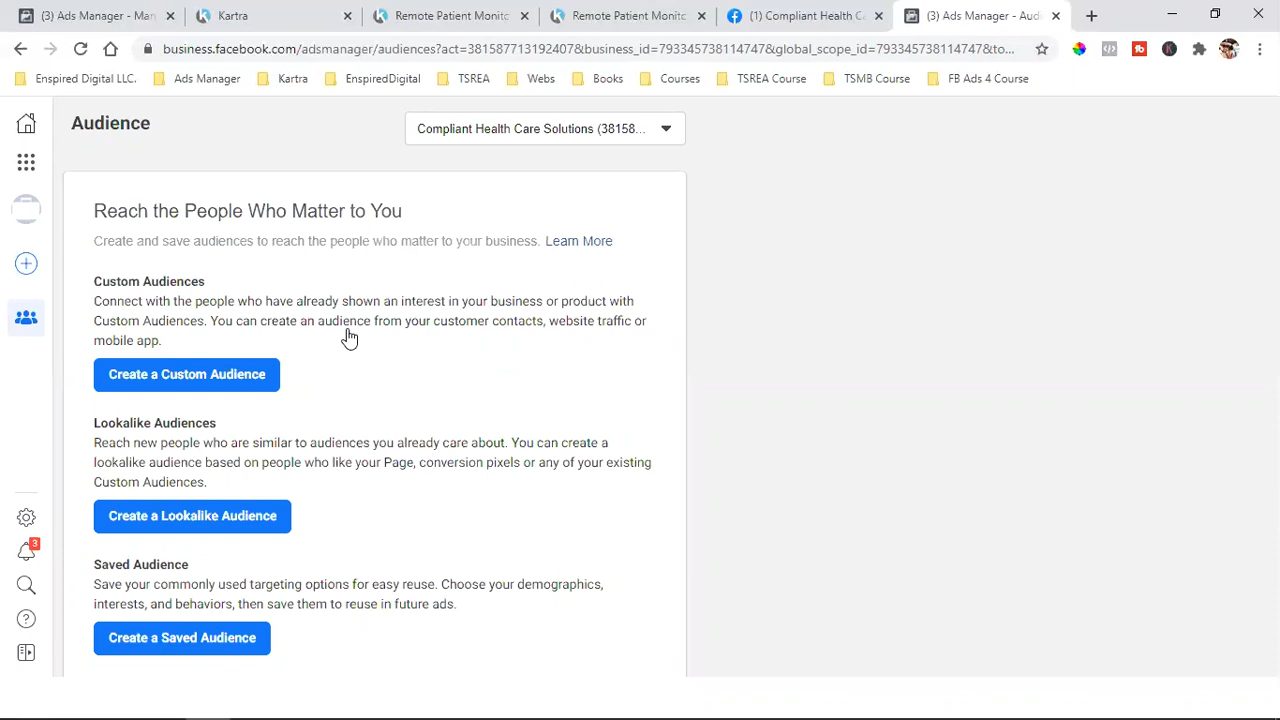 (3) Ads Manager - Man
Kartra
Remote Patient Monito
Remote Patient Monito
(1) Compliant Health Ca
(3) Ads Manager - Audi
business.facebook.com/adsmanager/audiences?act=381587713192407&business_id=793345738114747&global_scope_id=793345738114747&to...
Enspired Digital LLC.
Ads Manager
Kartra
EnspiredDigital
TSREA
Webs
Books
Courses
TSREA Course
TSMB Course
FB Ads 4 Course
Audience
Compliant Health Care Solutions (38158...
Reach the People Who Matter to You
Create and save audiences to reach the people who matter to your business. Learn More
Custom Audiences
Connect with the people who have already shown an interest in your business or product with
Custom Audiences. You can create an audience from your customer contacts, website traffic or
mobile app.
Create a Custom Audience
Lookalike Audiences
Reach new people who are similar to audiences you already care about. You can create a
lookalike audience based on people who like your Page, conversion pixels or any of your existing
Custom Audiences.
Create a Lookalike Audience
3
Saved Audience
Save your commonly used targeting options for easy reuse. Choose your demographics,
interests, and behaviors, then save them to reuse in future ads.
Create a Saved Audience